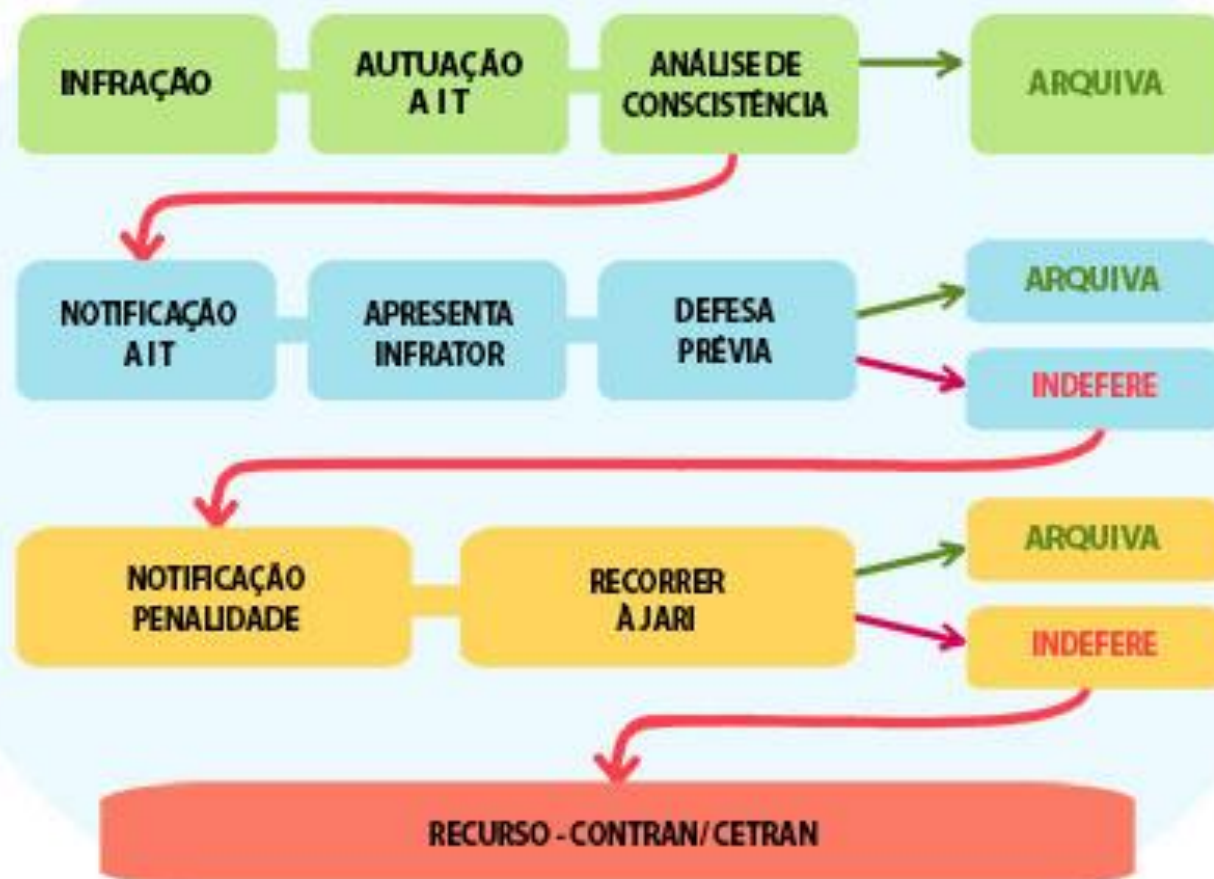 INFRAÇÃO
AUTUAÇÃO
A I T
ANÁLISE DE
CONSCISTÊNCIA
ARQUIVA
NOTIFICAÇÃO
A I T
APRESENTA
INFRATOR
DEFESA
PRÉVIA
ARQUIVA
INDEFERE
NOTIFICAÇÃO
PENALIDADE
RECORRER
À JARI
ARQUIVA
INDEFERE
RECURSO - CONTRAN/ CETRAN